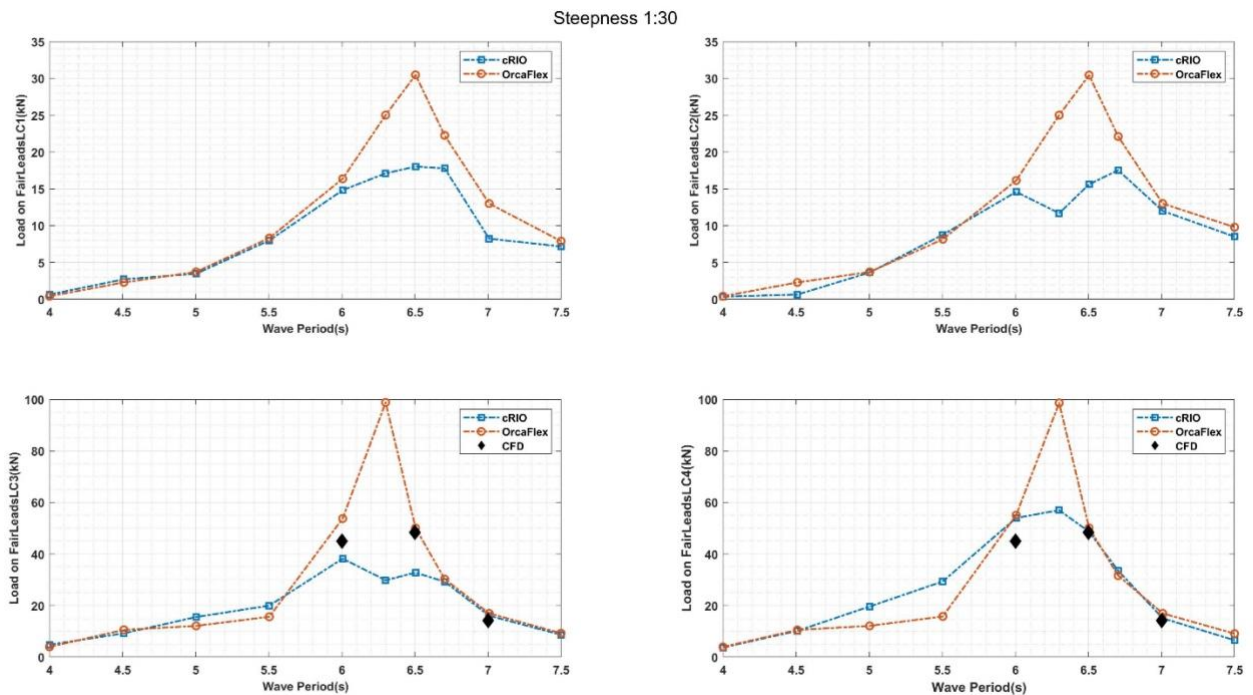 Steepness 1:30
35
30
25
20
15
10
5
0
Load on FairLeadsLC1(kN)
cRIO
OrcaFlex
4 4.5 5 5.5 6 6.5 7 7.5
Wave Period(s)
35
30
25
20
15
10
5
0
Load on FairLeadsLC2(kN)
cRIO
OrcaFlex
4 4.5 5 5.5 6 6.5 7 7.5
Wave Period(s)
100
80
60
40
20
0
Load on FairLeadsLC3(kN)
cRIO
OrcaFlex
CFD
4 4.5 5 5.5 6 6.5 7 7.5
Wave Period(s)
100
80
60
40
20
0
Load on FairLeadsLC4(kN)
cRIO
OrcaFlex
CFD
4 4.5 5 5.5 6 6.5 7 7.5
Wave Period(s)